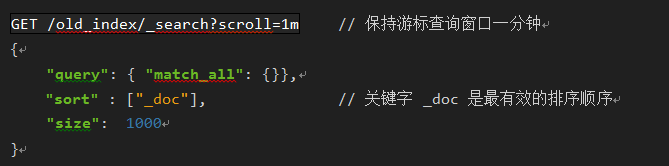 GET /old_index/_search?scroll=1m // 保持游标查询窗口一分钟
{
"query": { "match_all": {}},
"sort" : ["_doc"], // 关键字 _doc 是最有效的排序顺序
"size": 1000
}